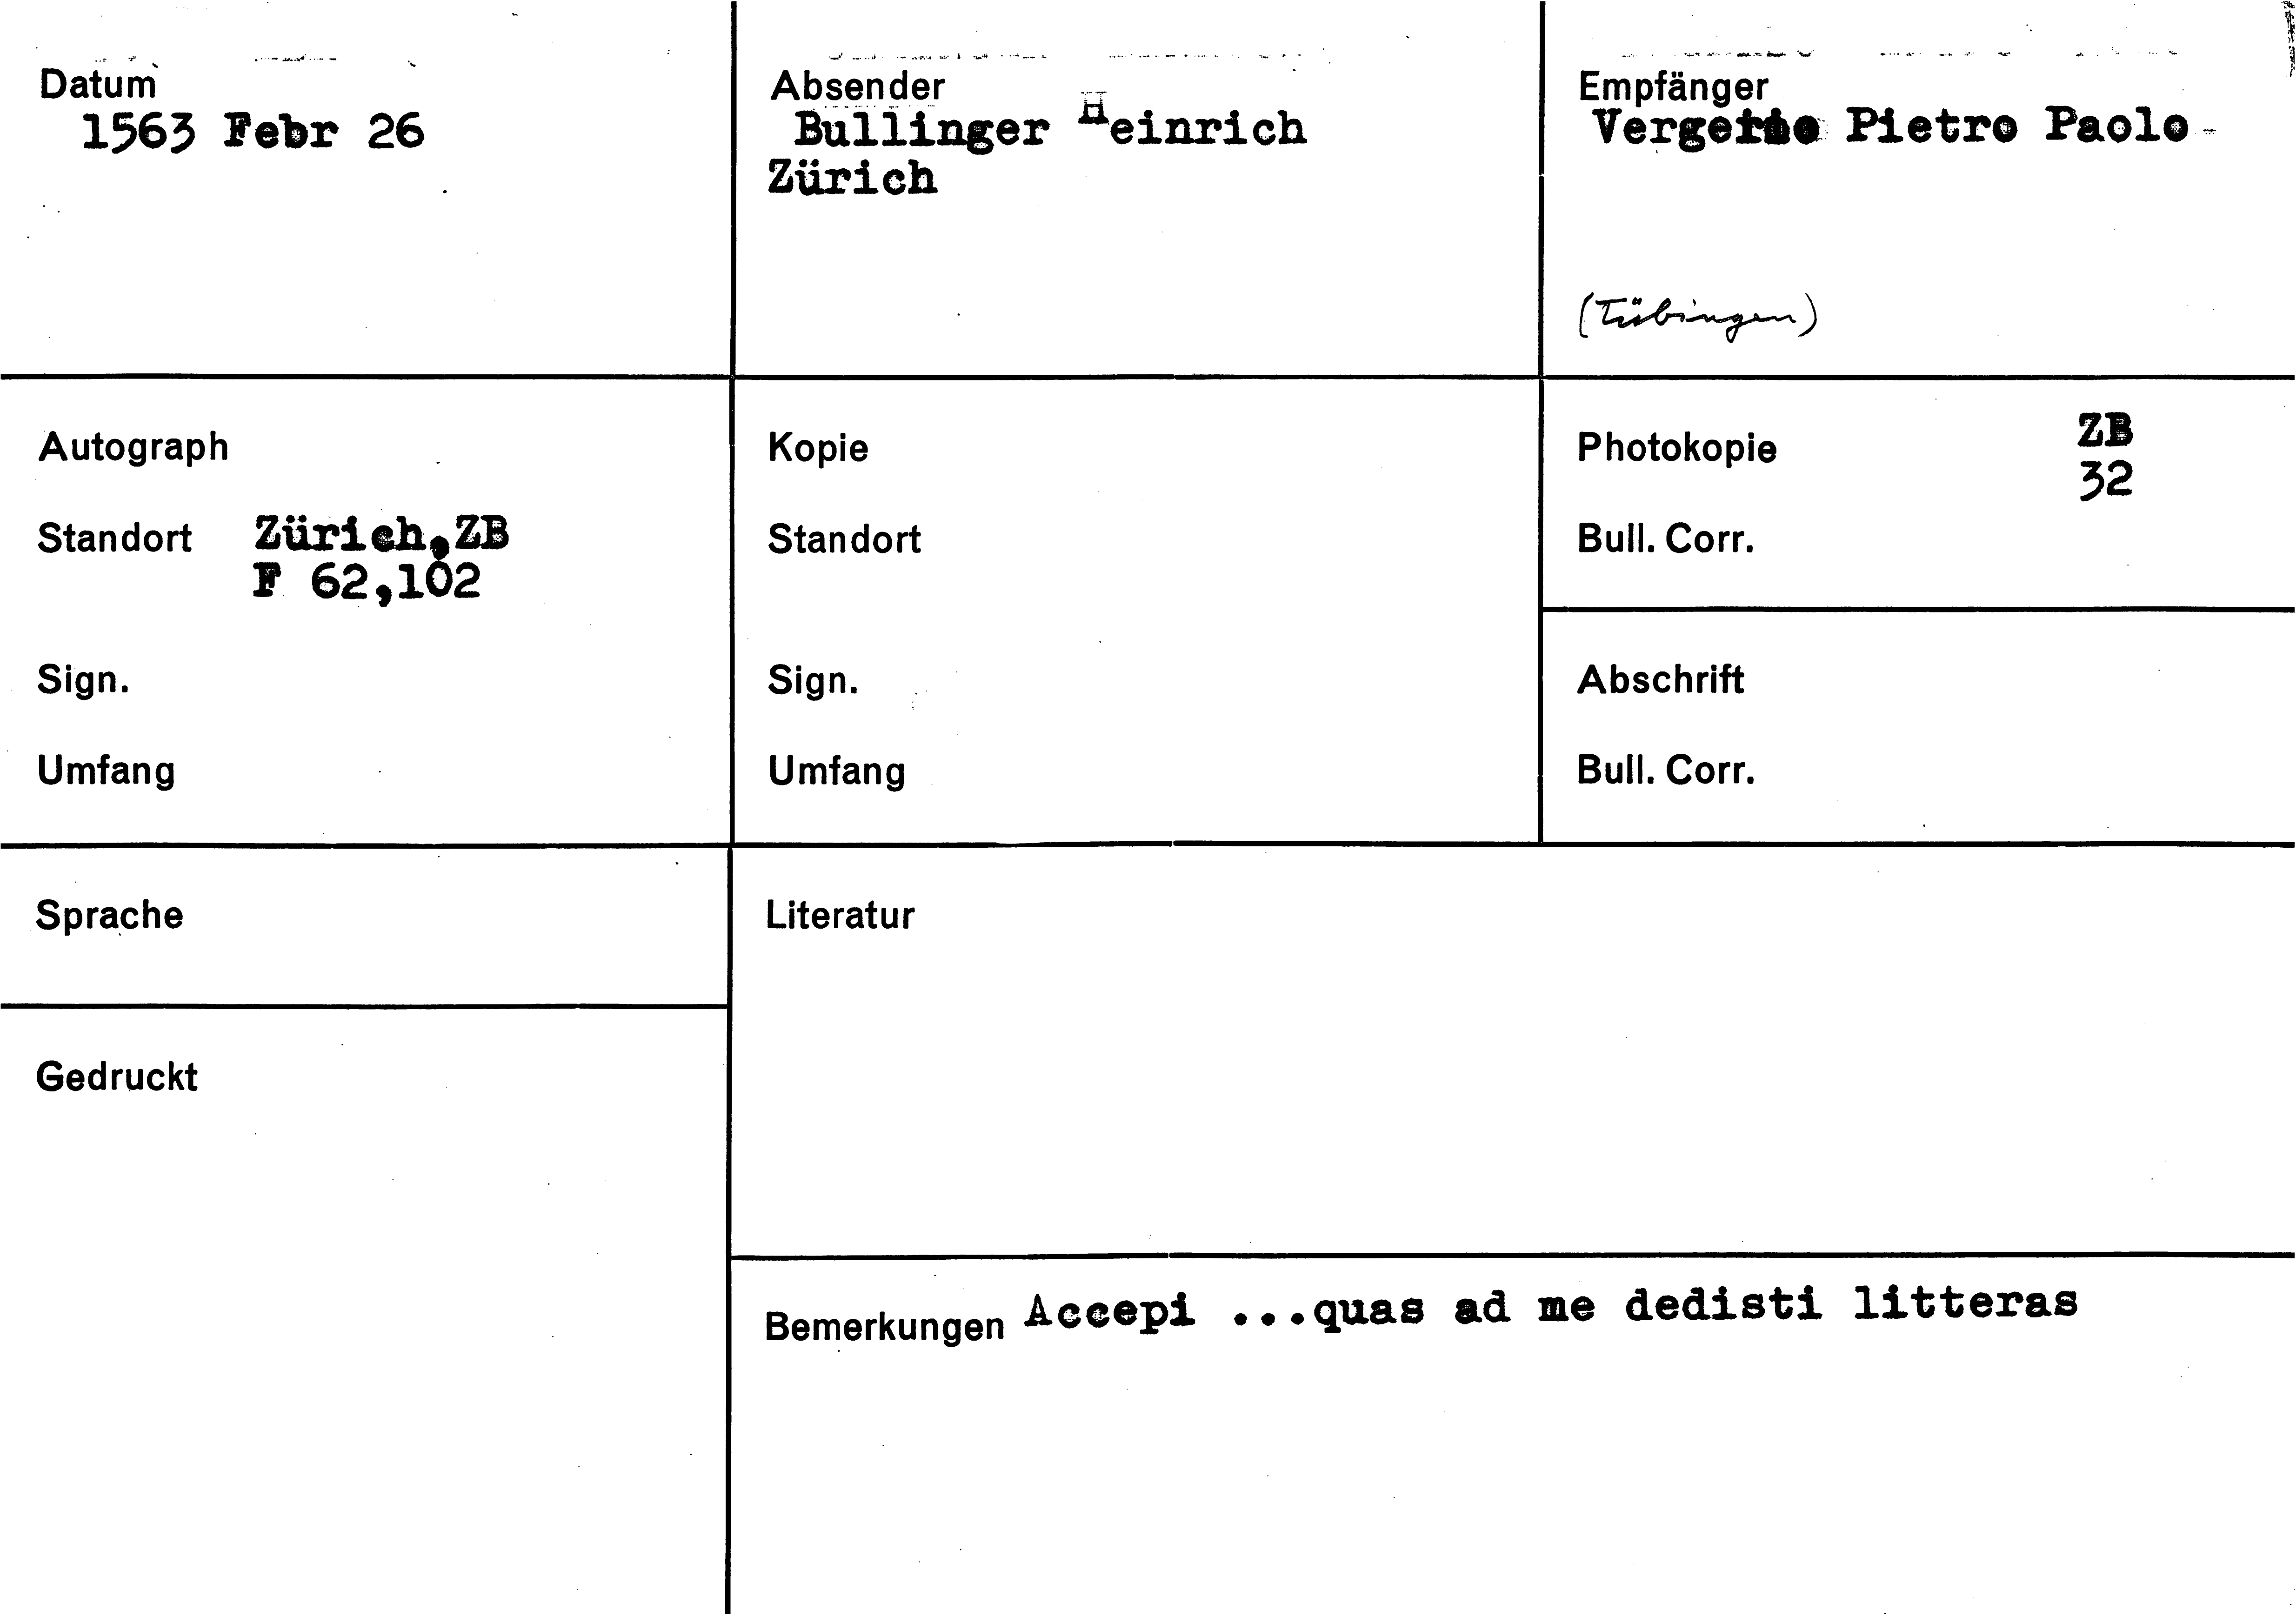 Datum
1563 Febr 26
Absender
Bullinger Heinrich
Zürich
Empfänger
Vergerio Pietro Paolo
(Tübingen)
Autograph
Standort Zürich,ZB
F 62,102
Sign.
Umfang
Kopie
Standort
Sign.
Umfang
Photokopie ZB
32
Bull. Corr.
Abschrift
Bull. Corr.
Sprache
Gedruckt
Literatur
Bemerkungen Accepi ...quas ad me dedisti litteras